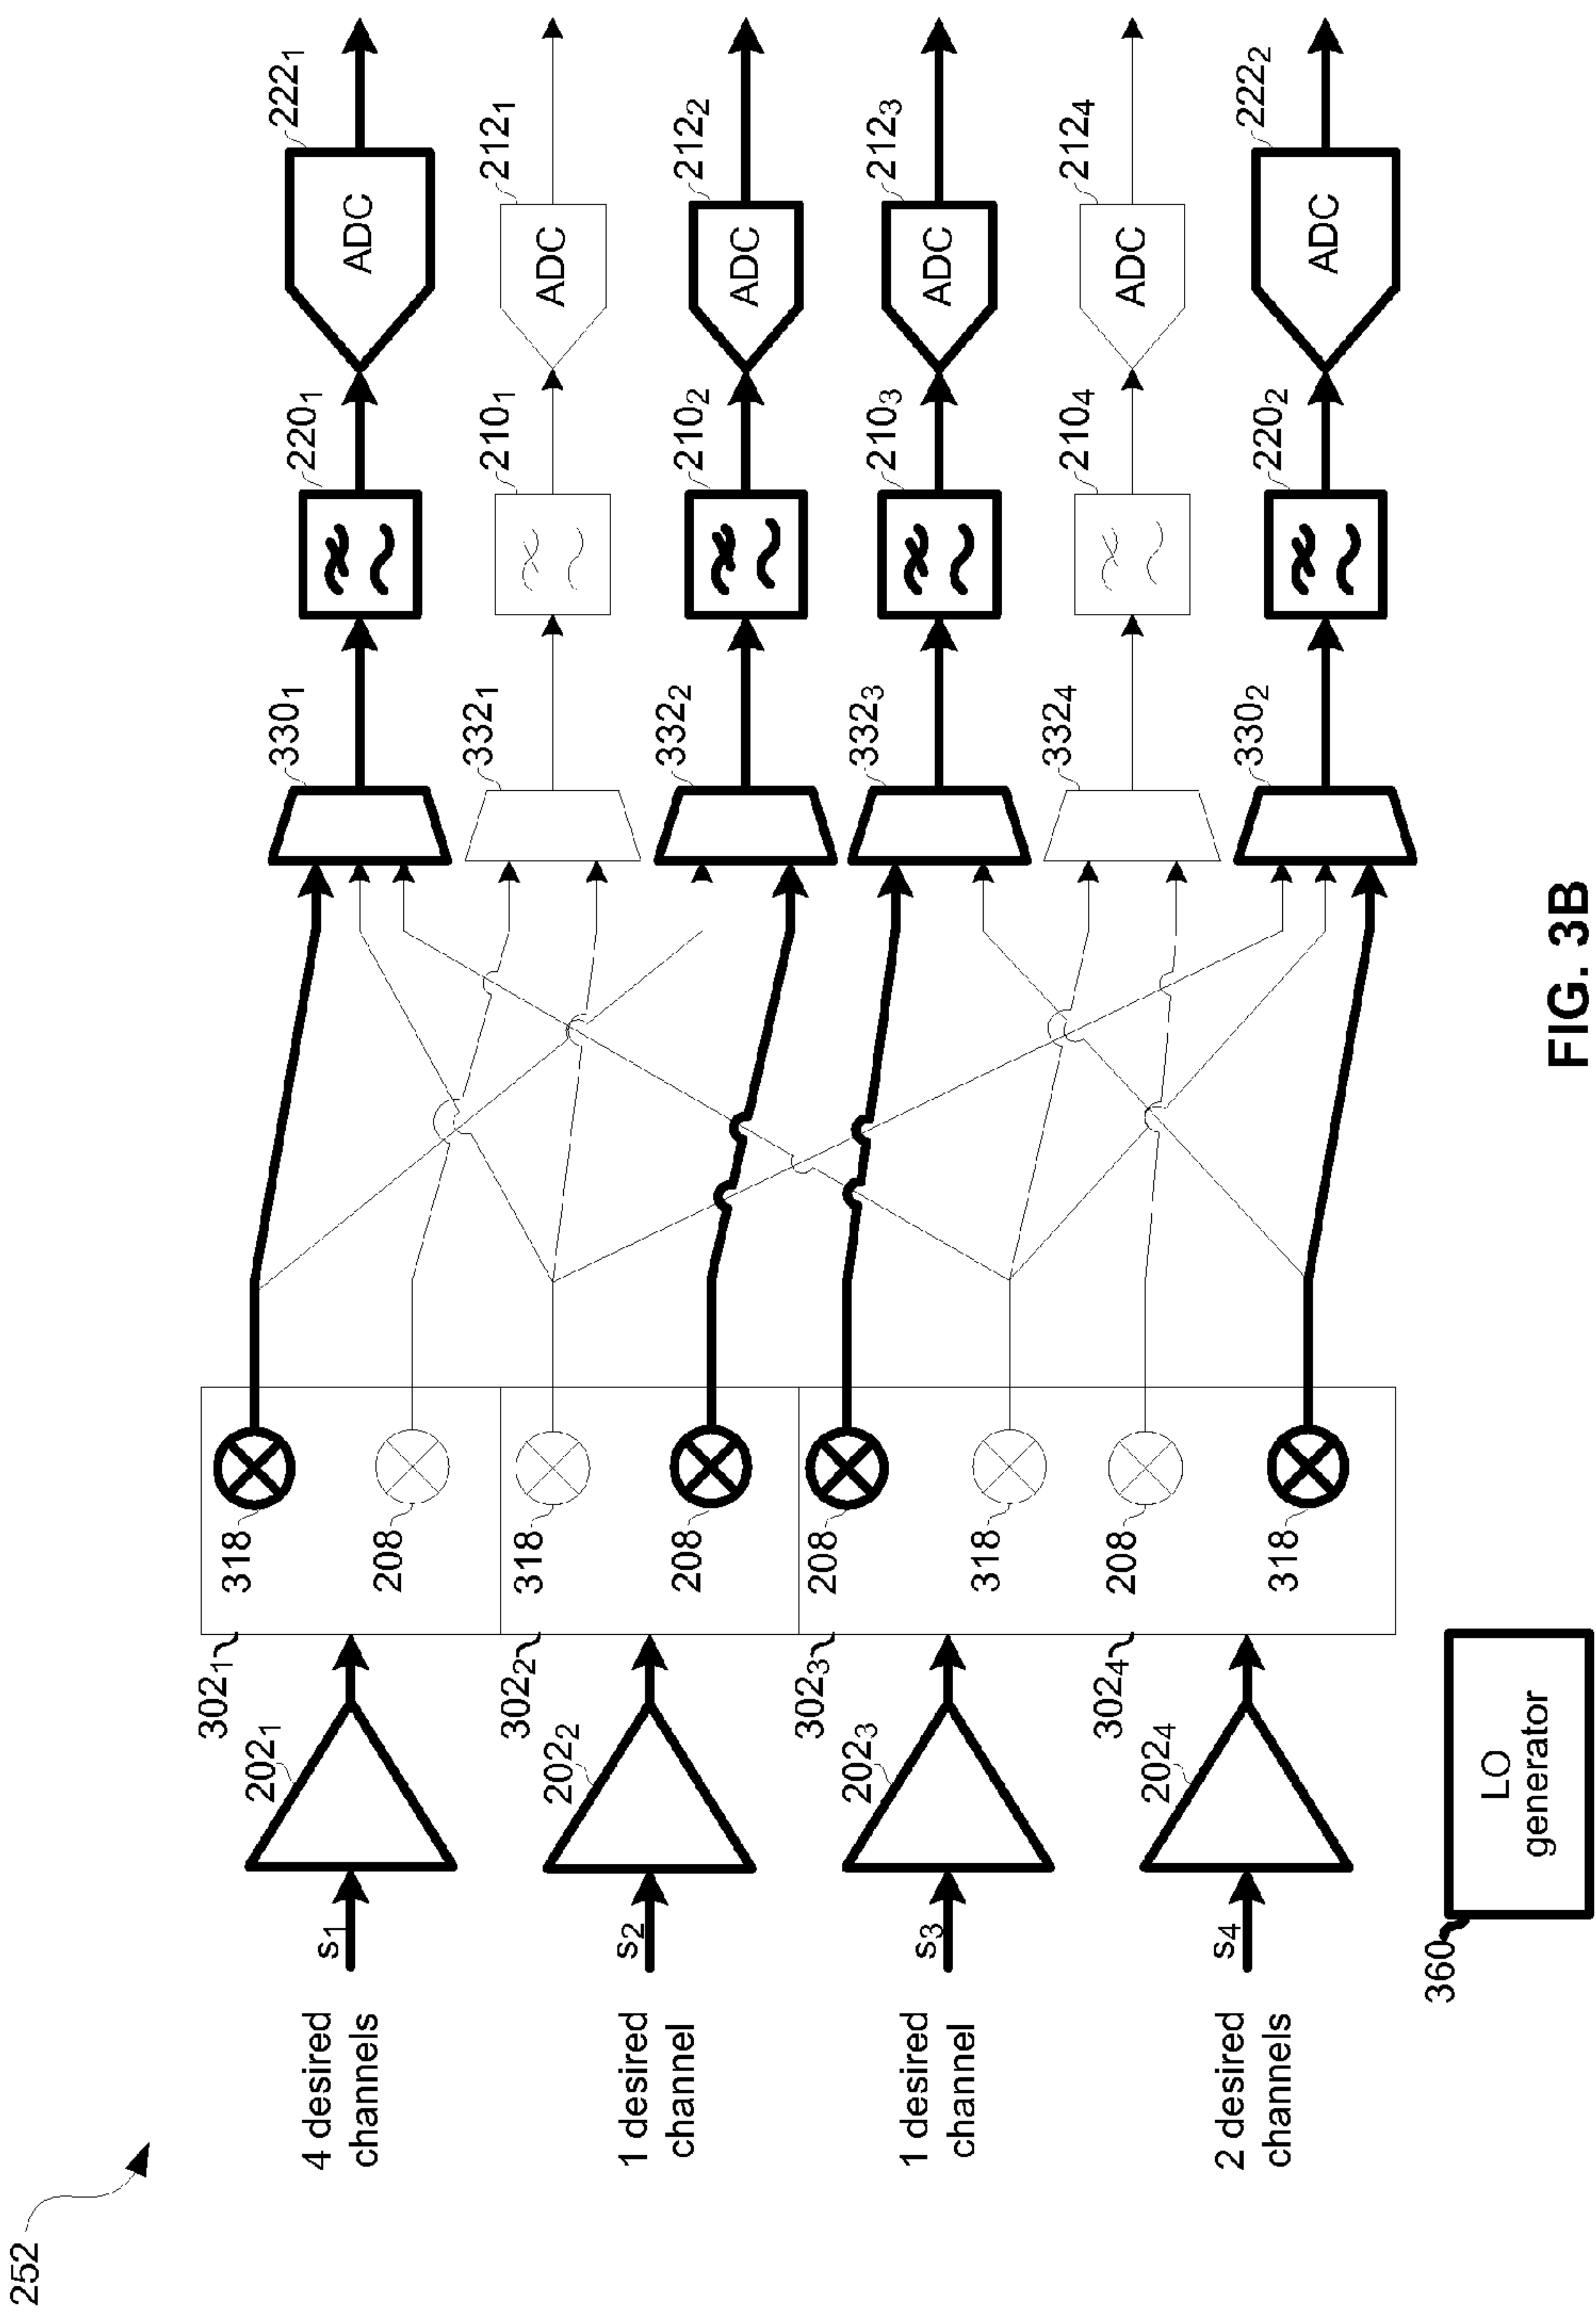 252
4 desired
channels
1 desired
channel
1 desired
channel
2 desired
channels
s1
s2
s3
s4
202₁
202₂
202₃
202₄
302₁
302₂
302₃
302₄
318
208
318
208
208
318
208
318
330₁
332₁
332₂
332₃
332₄
330₂
220₁
210₁
210₂
210₃
210₄
220₂
222₁
212₁
212₂
212₃
212₄
222₂
ADC
ADC
ADC
ADC
ADC
ADC
360
LO
generator
FIG. 3B